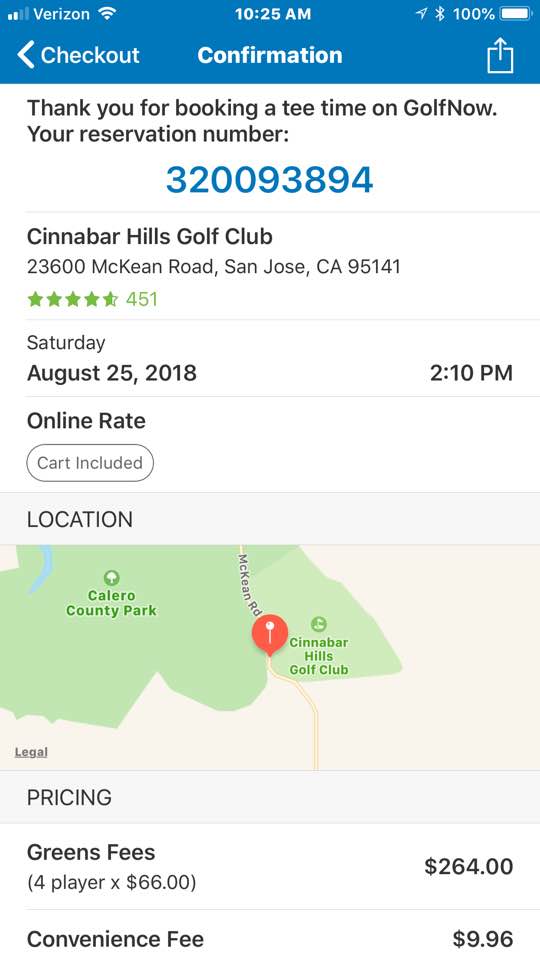 Verizon 10:25 AM 100%
Checkout Confirmation
Thank you for booking a tee time on GolfNow.
Your reservation number:
320093894
Cinnabar Hills Golf Club
23600 McKean Road, San Jose, CA 95141
451
Saturday
August 25, 2018 2:10 PM
Online Rate
Cart Included
LOCATION
McKean Rd
Calero
County Park
Cinnabar
Hills
Golf Club
Legal
PRICING
Greens Fees
(4 player x $66.00) $264.00
Convenience Fee $9.96